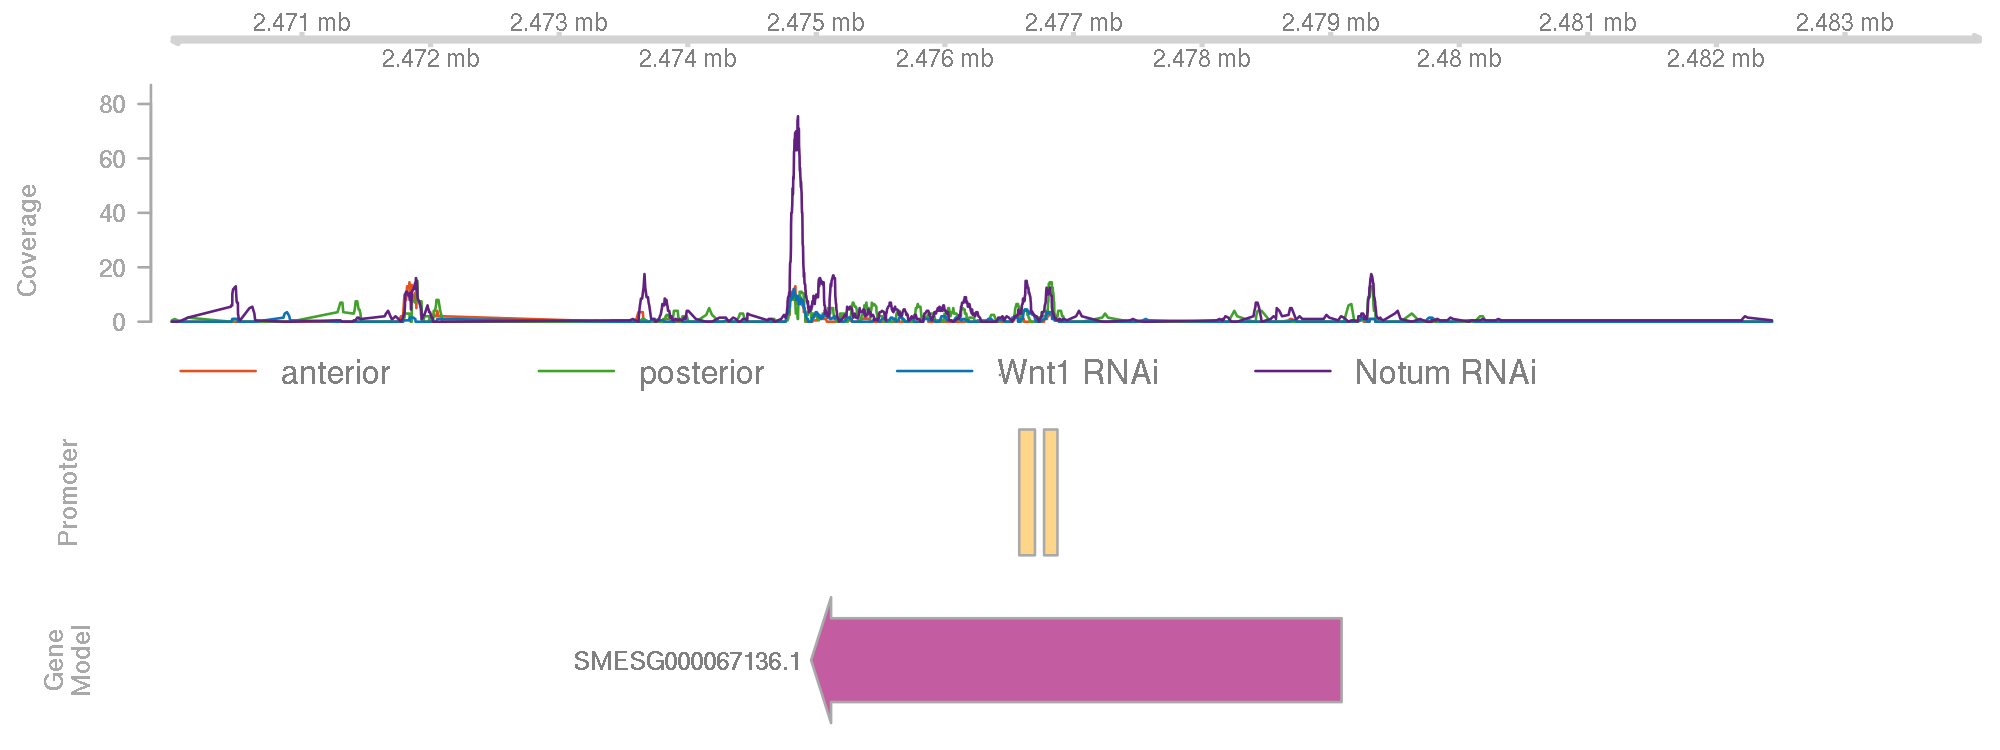 2.471 mb 2.473 mb 2.475 mb 2.477 mb 2.479 mb 2.481 mb 2.483 mb
2.472 mb 2.474 mb 2.476 mb 2.478 mb 2.48 mb 2.482 mb
Coverage
80
60
40
20
0
anterior posterior Wnt1 RNAi Notum RNAi
Promoter
Gene
Model
SMESG000067136.1